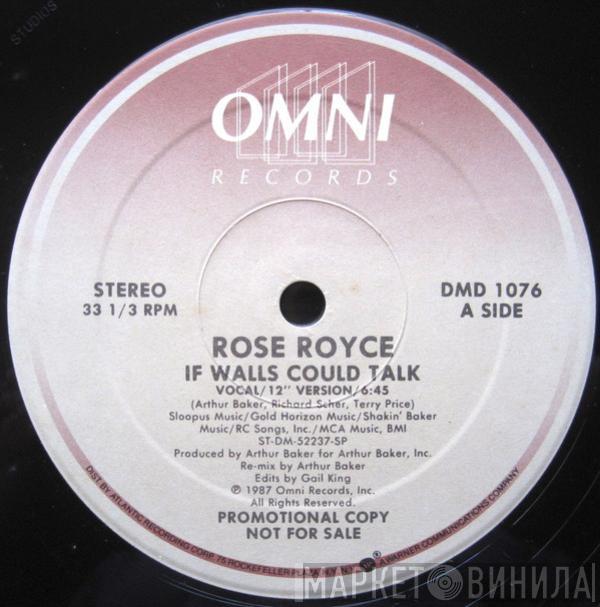 STUDIOS
OMNI
RECORDS
STEREO
33 1/3 RPM
DMD 1076
A SIDE
ROSE ROYCE
IF WALLS COULD TALK
VOCAL/12" VERSION/6:45
(Arthur Baker, Richard Scher, Terry Price)
Sloopus Music/Gold Horizon Music/Shakin' Baker
Music/RC Songs, Inc./MCA Music, BMI
ST-DM-52237-SP
Produced by Arthur Baker for Arthur Baker, Inc.
Re-mix by Arthur Baker
Edits by Gail King
℗ 1987 Omni Records, Inc.
All Rights Reserved.
PROMOTIONAL COPY
NOT FOR SALE
DIST BY ATLANTIC RECORDING CORP 75 ROCKEFELLER PLAZA NY, NY A WARNER COMMUNICATIONS COMPANY
МАРКЕТ ВИНИЛА